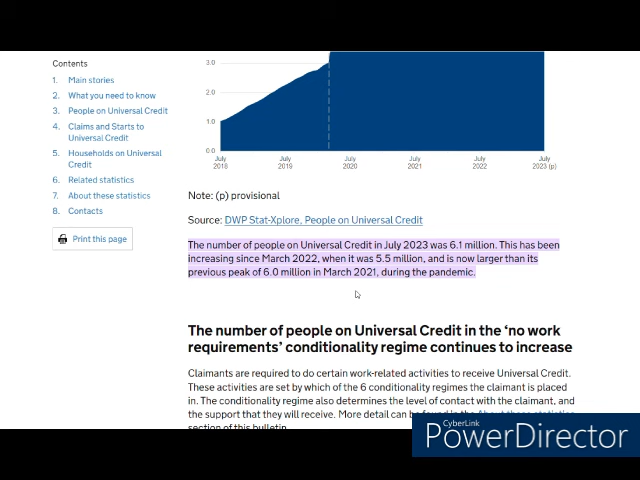 Contents
1. Main stories
2. What you need to know
3. People on Universal Credit
4. Claims and Starts to
Universal Credit
5. Households on Universal
Credit
6. Related statistics
7. About these statistics
8. Contacts
Print this page
3.0
2.0
1.0
0.0
July
2018
July
2019
July
2020
July
2021
July
2022
July
2023 (p)
Note: (p) provisional
Source: DWP Stat-Xplore, People on Universal Credit
The number of people on Universal Credit in July 2023 was 6.1 million. This has been
increasing since March 2022, when it was 5.5 million, and is now larger than its
previous peak of 6.0 million in March 2021, during the pandemic.
The number of people on Universal Credit in the ‘no work
requirements’ conditionality regime continues to increase
Claimants are required to do certain work-related activities to receive Universal Credit.
These activities are set by which of the 6 conditionality regimes the claimant is placed
in. The conditionality regime also determines the level of contact with the claimant, and
the support that they will receive. More detail can be found in the About these statistics
section of this bulletin.
CyberLink
PowerDirector